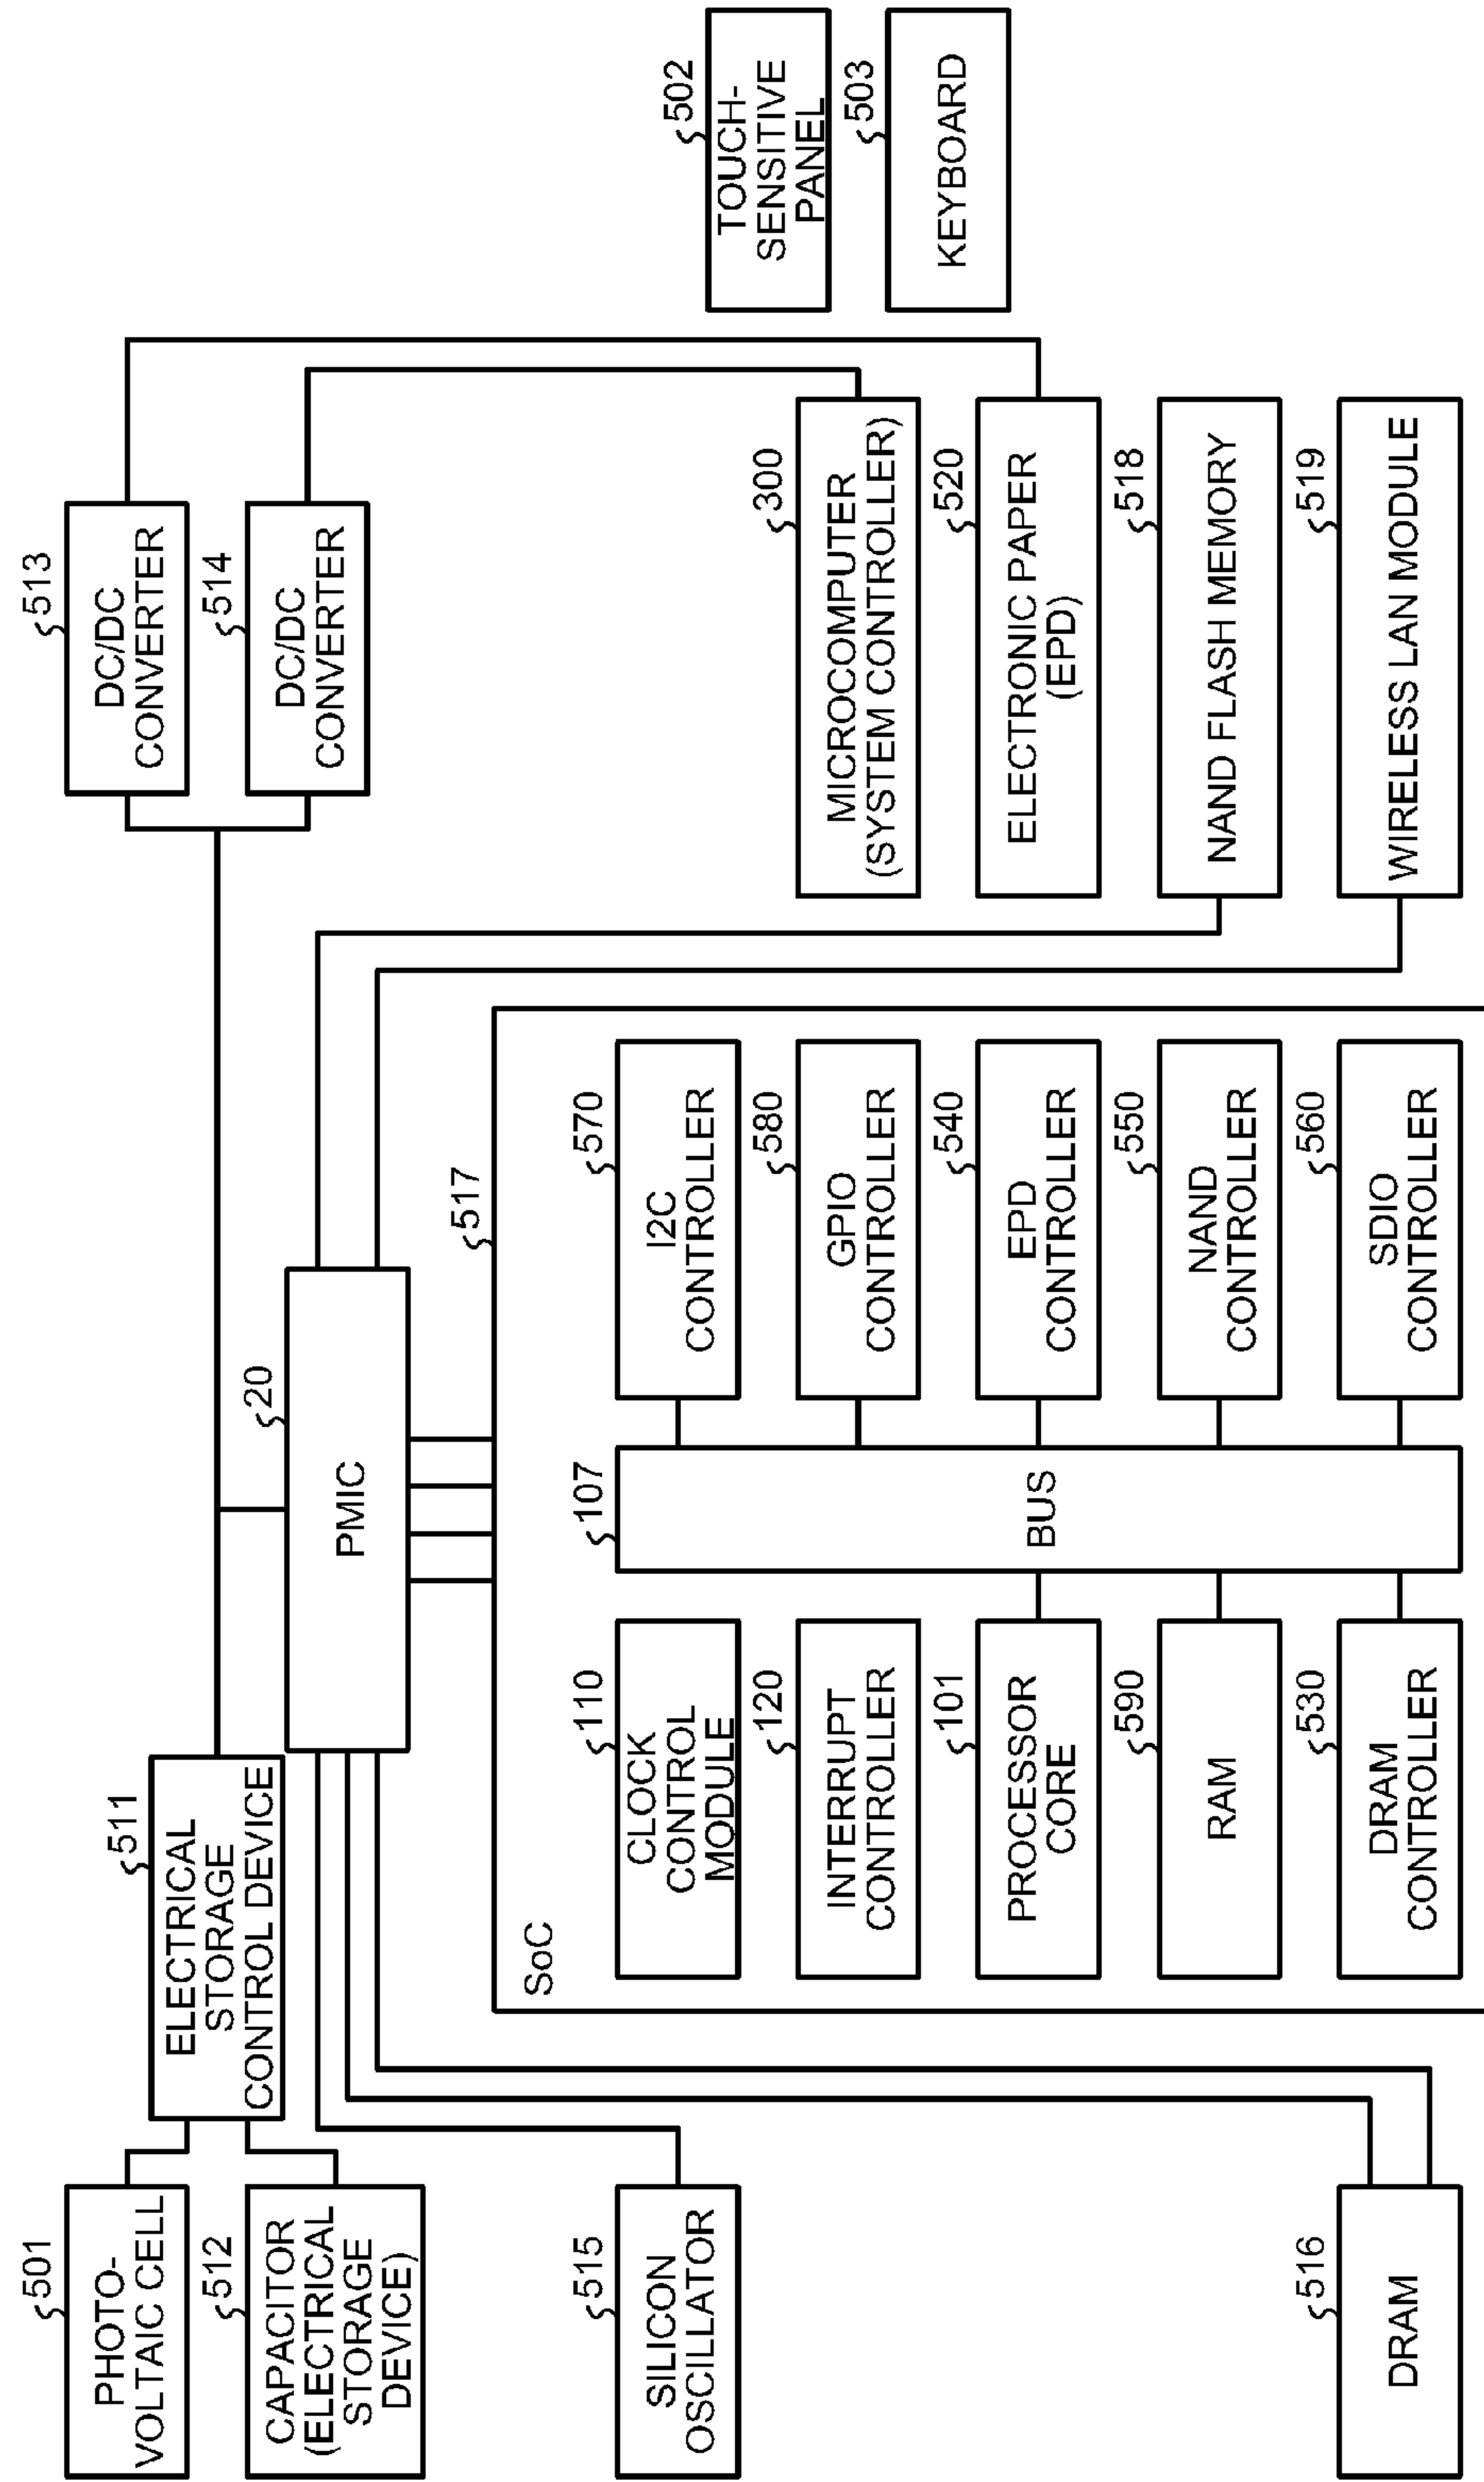 501
PHOTO-
VOLTAIC CELL
512
CAPACITOR
(ELECTRICAL
STORAGE
DEVICE)
511
ELECTRICAL
STORAGE
CONTROL DEVICE
513
DC/DC
CONVERTER
514
DC/DC
CONVERTER
20
PMIC
515
SILICON
OSCILLATOR
516
DRAM
517
SoC
110
CLOCK
CONTROL
MODULE
120
INTERRUPT
CONTROLLER
101
PROCESSOR
CORE
590
RAM
530
DRAM
CONTROLLER
107
BUS
570
I2C
CONTROLLER
580
GPIO
CONTROLLER
540
EPD
CONTROLLER
550
NAND
CONTROLLER
560
SDIO
CONTROLLER
300
MICROCOMPUTER
(SYSTEM CONTROLLER)
520
ELECTRONIC PAPER
(EPD)
518
NAND FLASH MEMORY
519
WIRELESS LAN MODULE
502
TOUCH-
SENSITIVE
PANEL
503
KEYBOARD